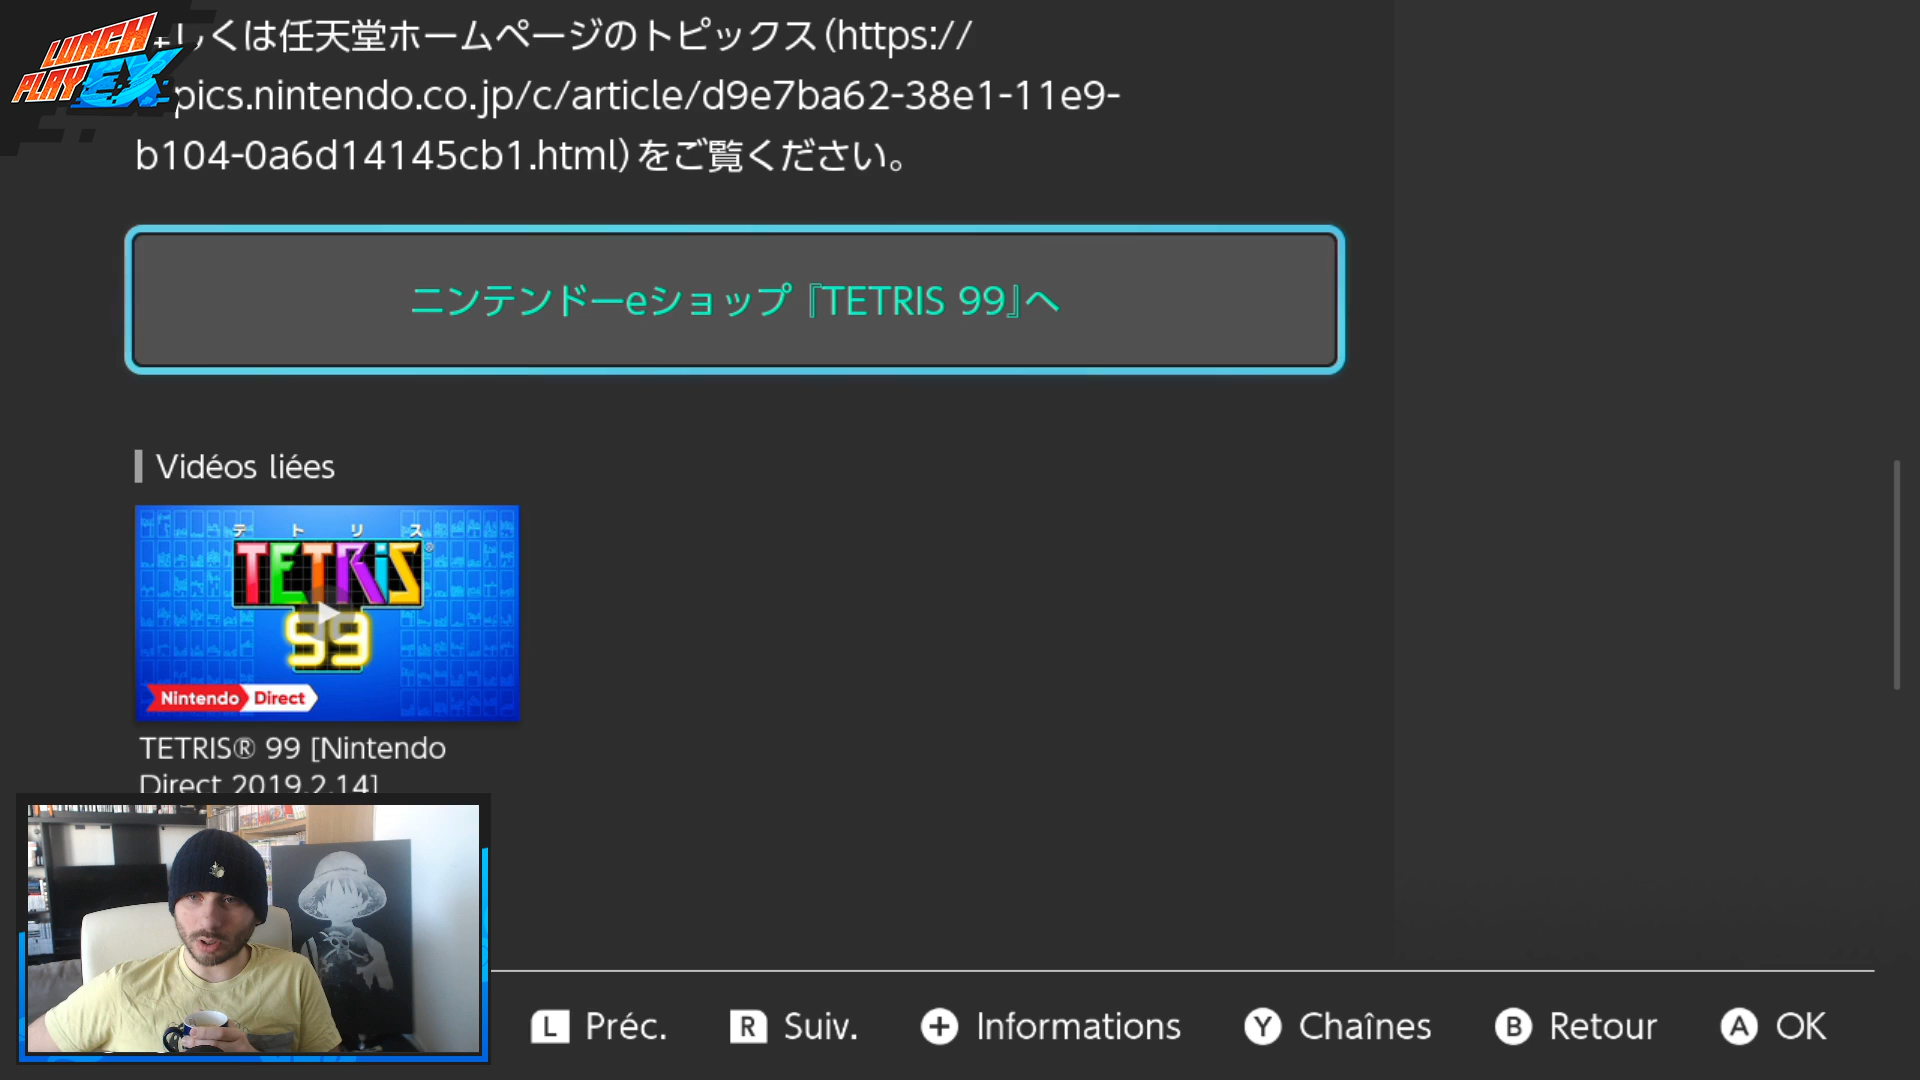 LUNCH
PLAY EX
しくは任天堂ホームページのトピックス(https://
pics.nintendo.co.jp/c/article/d9e7ba62-38e1-11e9-
b104-0a6d14145cb1.html)をご覧ください。
ニンテンドーeショップ『TETRIS 99』へ
Vidéos liées
テトリス
TETRIS®
99
Nintendo Direct
TETRIS® 99 [Nintendo
Direct 2019.2.14]
L Préc. R Suiv. + Informations Y Chaînes B Retour A OK